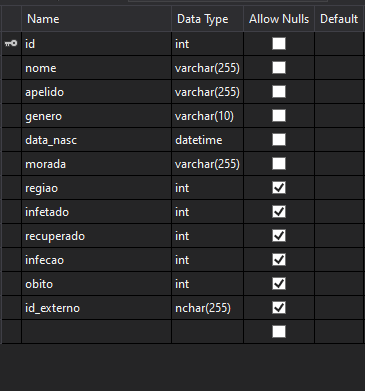 Name Data Type Allow Nulls Default
id int
nome varchar(255)
apelido varchar(255)
genero varchar(10)
data_nasc datetime
morada varchar(255)
regiao int
infetado int
recuperado int
infecao int
obito int
id_externo nchar(255)